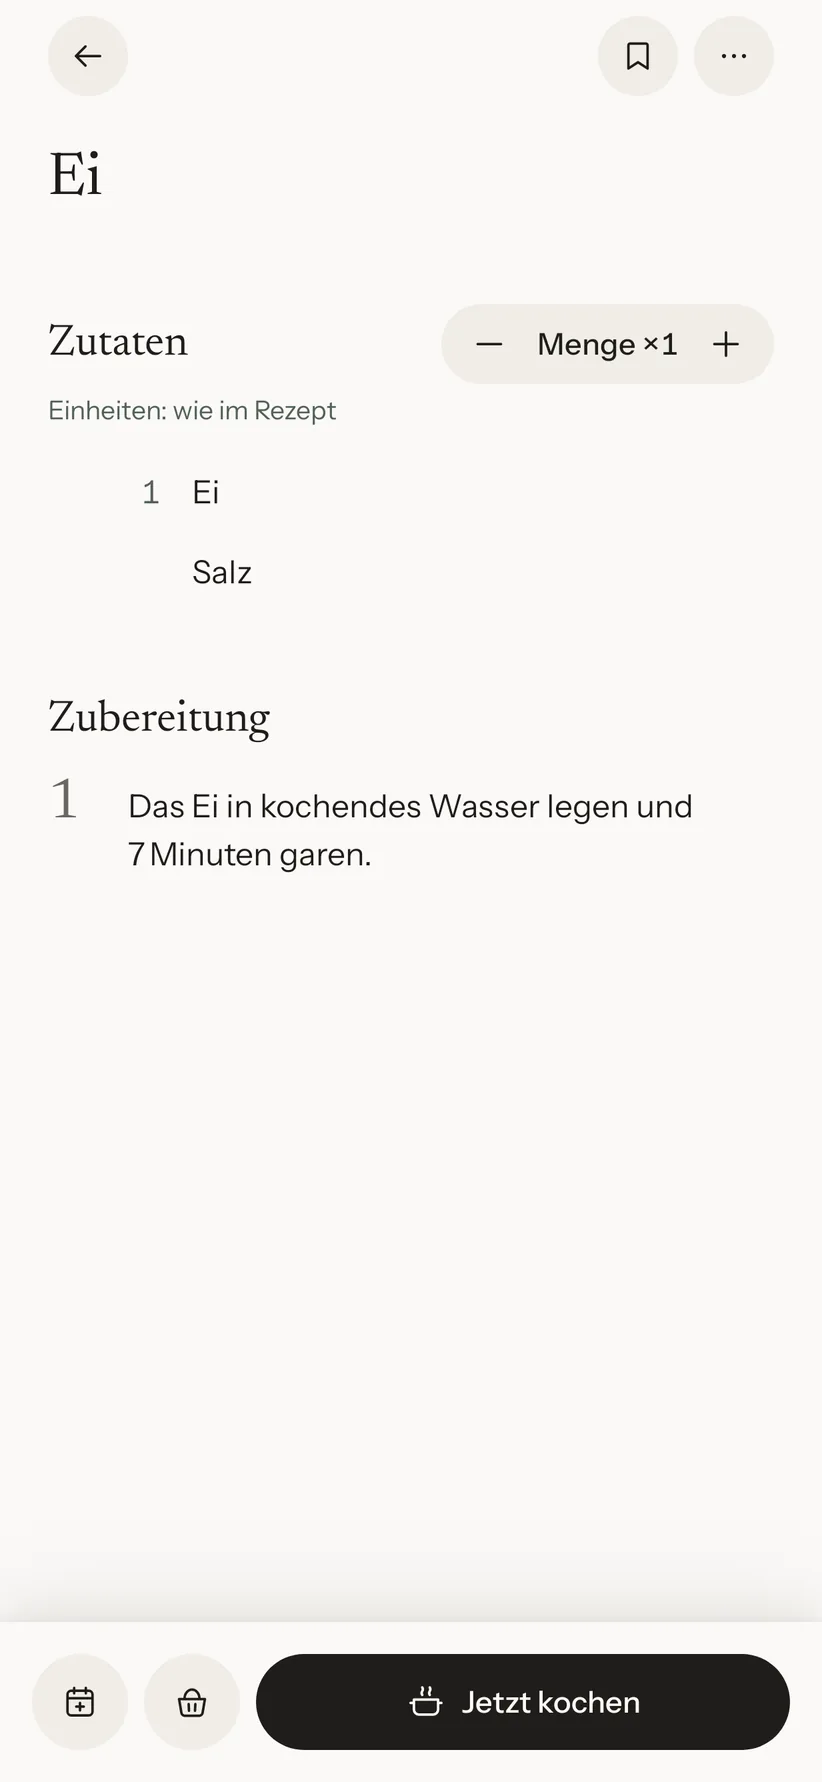 Ei
Zutaten
Menge ×1
Einheiten: wie im Rezept
1 Ei
Salz
Zubereitung
1 Das Ei in kochendes Wasser legen und
7 Minuten garen.
Jetzt kochen